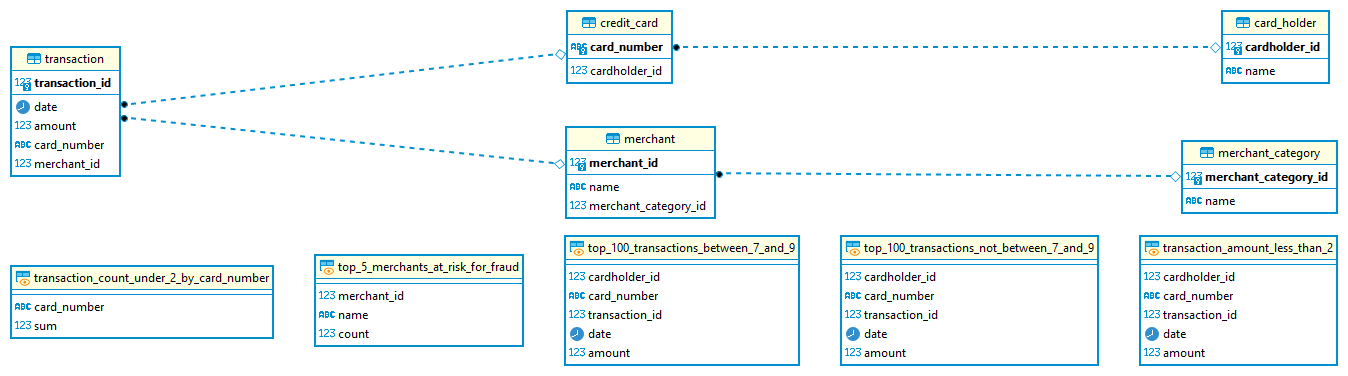 transaction
123 transaction_id
date
123 amount
ABC card_number
123 merchant_id
credit_card
ABC card_number
123 cardholder_id
card_holder
123 cardholder_id
ABC name
merchant
123 merchant_id
ABC name
123 merchant_category_id
merchant_category
123 merchant_category_id
ABC name
transaction_count_under_2_by_card_number
ABC card_number
123 sum
top_5_merchants_at_risk_for_fraud
123 merchant_id
ABC name
123 count
top_100_transactions_between_7_and_9
123 cardholder_id
ABC card_number
123 transaction_id
date
123 amount
top_100_transactions_not_between_7_and_9
123 cardholder_id
ABC card_number
123 transaction_id
date
123 amount
transaction_amount_less_than_2
123 cardholder_id
ABC card_number
123 transaction_id
date
123 amount